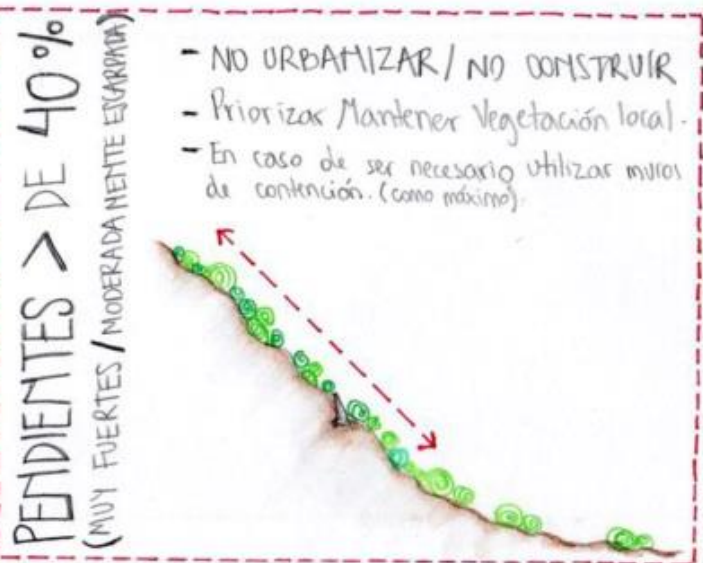 PENDIENTES > DE 40%
(MUY FUERTES / MODERADAMENTE ESCARPADA)
- NO URBANIZAR / NO CONSTRUIR
- Priorizar Mantener Vegetación local.
- En caso de ser necesario utilizar muros
de contención. (como máximo).